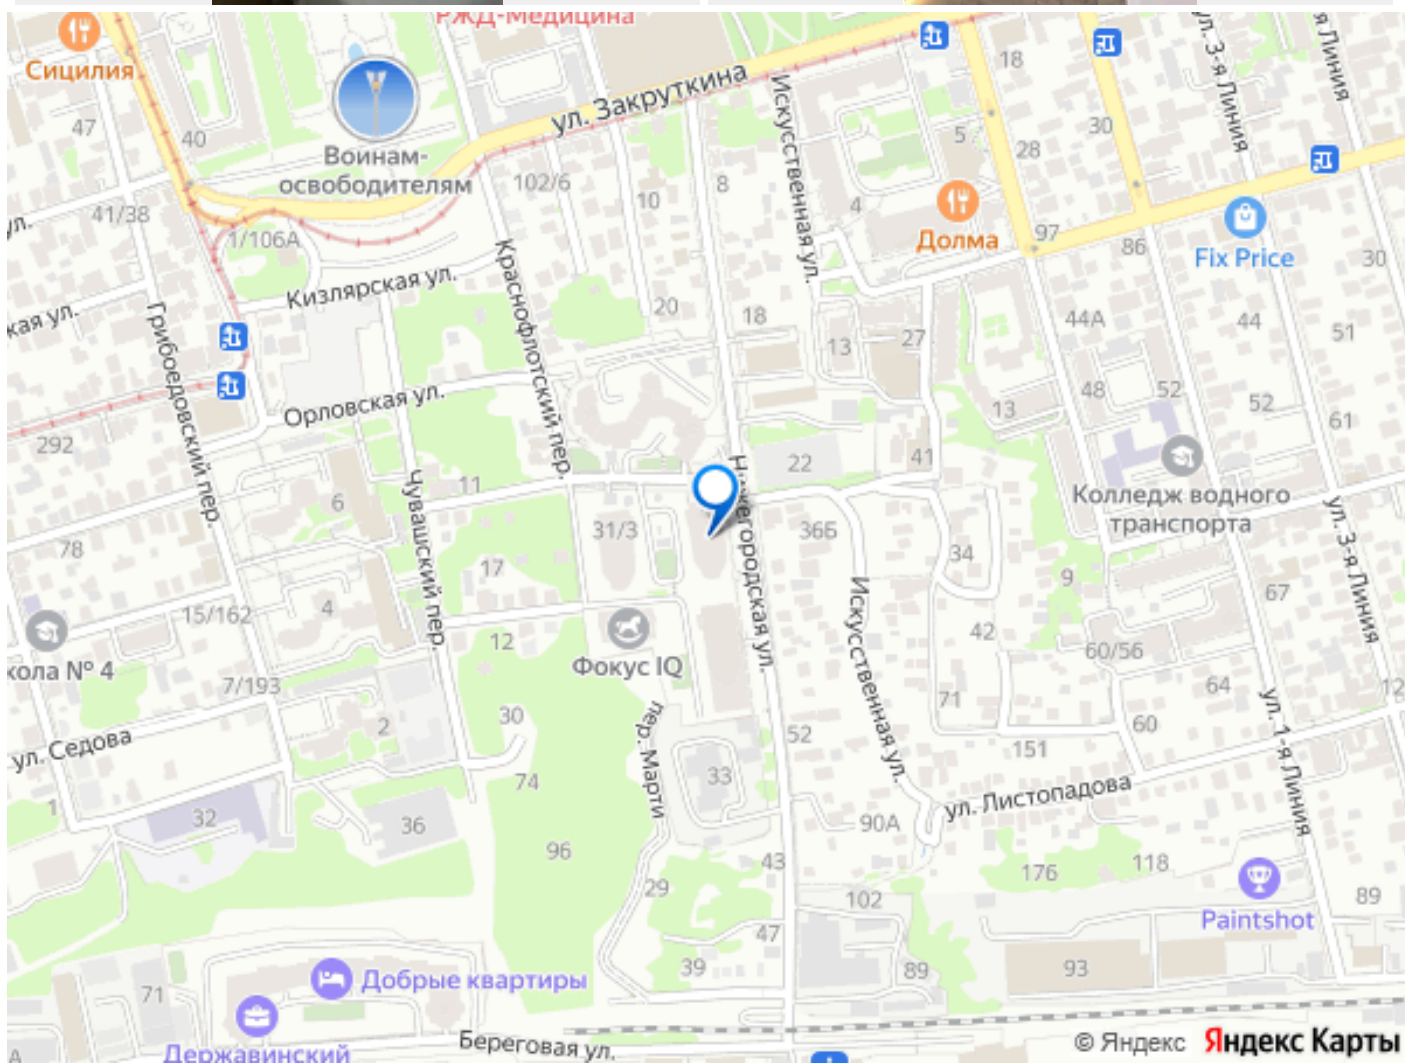 РЖД-Медицина
Сицилия
ул. Закруткина
Искусственная ул.
ул. 3-я Линия
я Линия
18
47
40
Воинам-
освободителям
102/6
10
8
5
28
30
4
41/38
ул.
1/106А
Долма
97
86
Fix Price
30
Кизлярская ул.
Краснофлотский пер.
20
18
кая ул.
Грибоедовский пер.
13
27
44А
44
51
Орловская ул.
48
52
52
13
61
292
22
41
Нижегородская ул.
11
6
Чувашский пер.
Колледж водного
транспорта
78
31/3
36Б
34
17
9
ул. 3-я Линия
67
15/162
4
Искусственная ул.
12
Фокус IQ
42
60/56
кола № 4
7/193
71
64
12
30
пер. Марти
2
52
60
ул. 1-я Линия
ул. Седова
74
33
151
ул. Листопадова
1
32
36
90А
96
43
176
118
29
102
Paintshot
89
47
39
89
93
71
Добрые квартиры
Державинский
Береговая ул.
А
© Яндекс Яндекс Карты